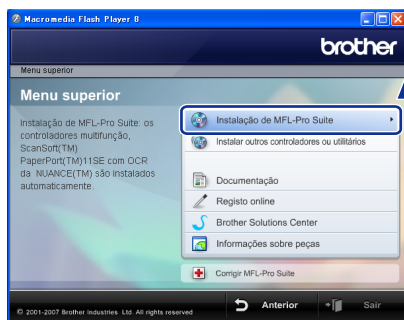 Macromedia Flash Player 8
brother
Menu superior
Menu superior
Instalação de MFL-Pro Suite: os
controladores multifunção,
ScanSoft(TM)
PaperPort(TM)11SE com OCR
da NUANCE(TM) são instalados
automaticamente.
Instalação de MFL-Pro Suite
Instalar outros controladores ou utilitários
Documentação
Registo online
Brother Solutions Center
Informações sobre peças
Corrigir MFL-Pro Suite
© 2001-2007 Brother Industries Ltd. All rights reserved
Anterior
Sair